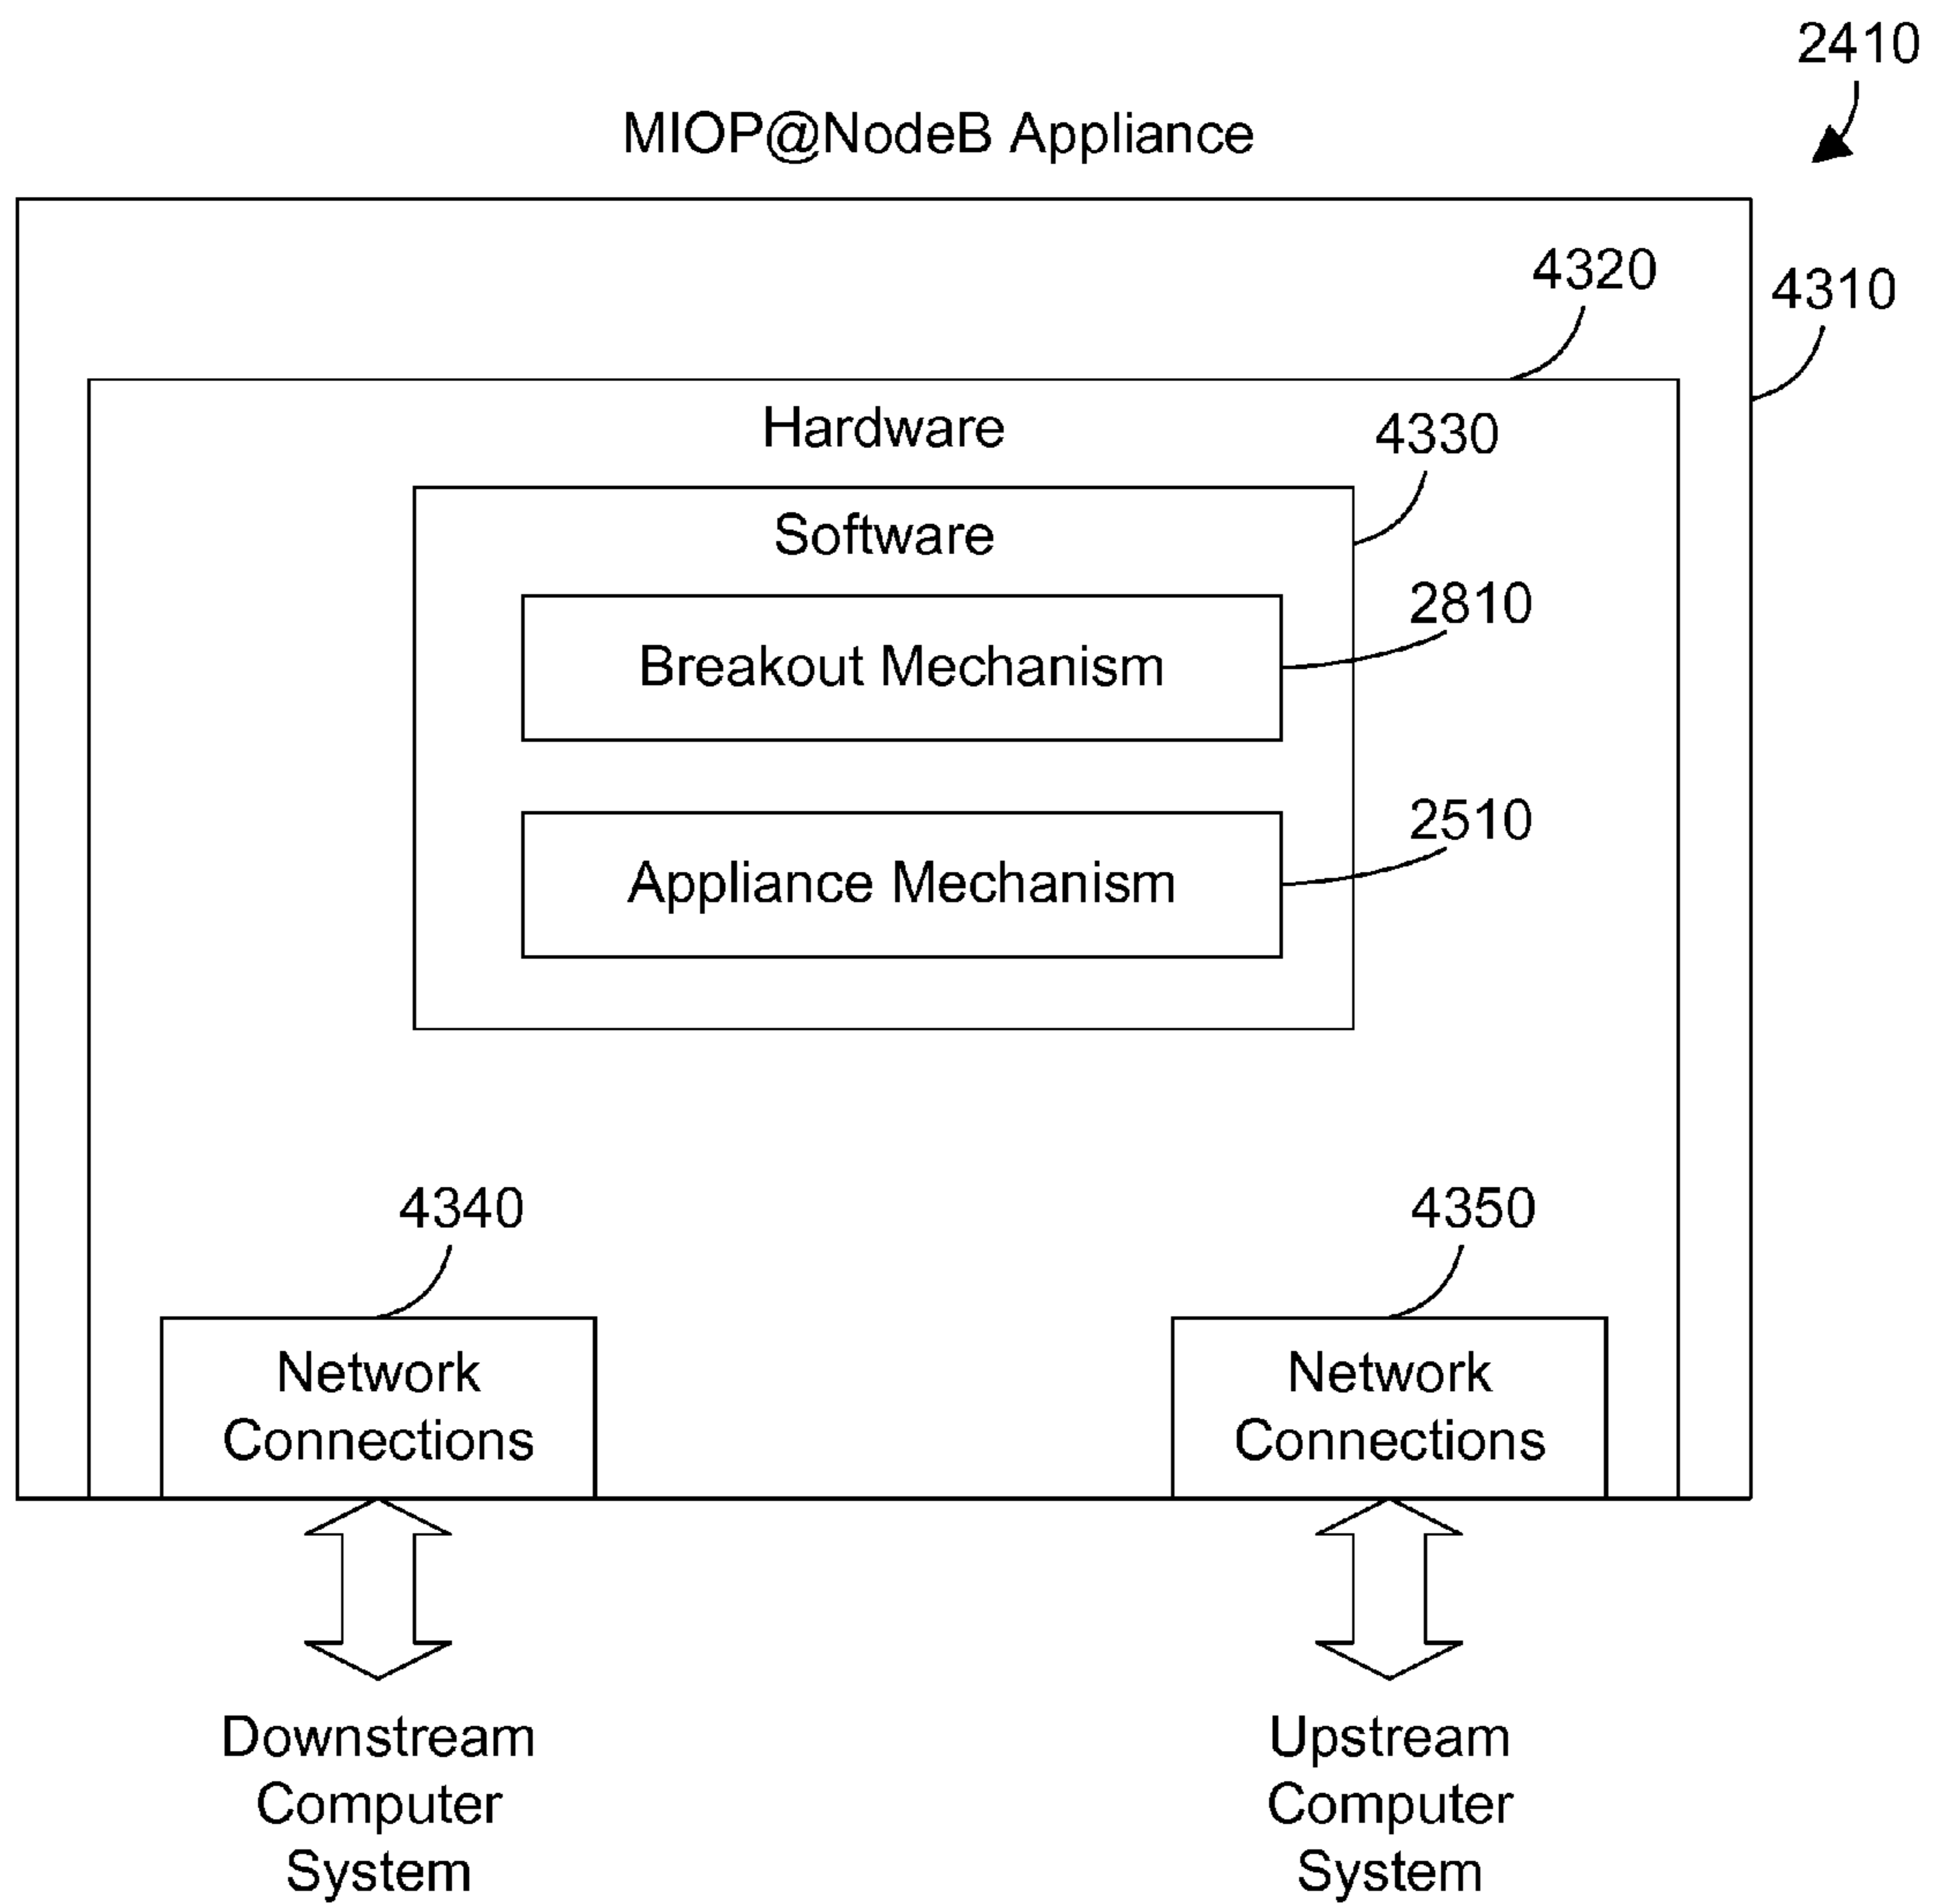 2410
MIOP@NodeB Appliance
4320
4310
Hardware
4330
Software
2810
Breakout Mechanism
2510
Appliance Mechanism
4340
4350
Network
Connections
Network
Connections
Downstream
Computer
System
Upstream
Computer
System